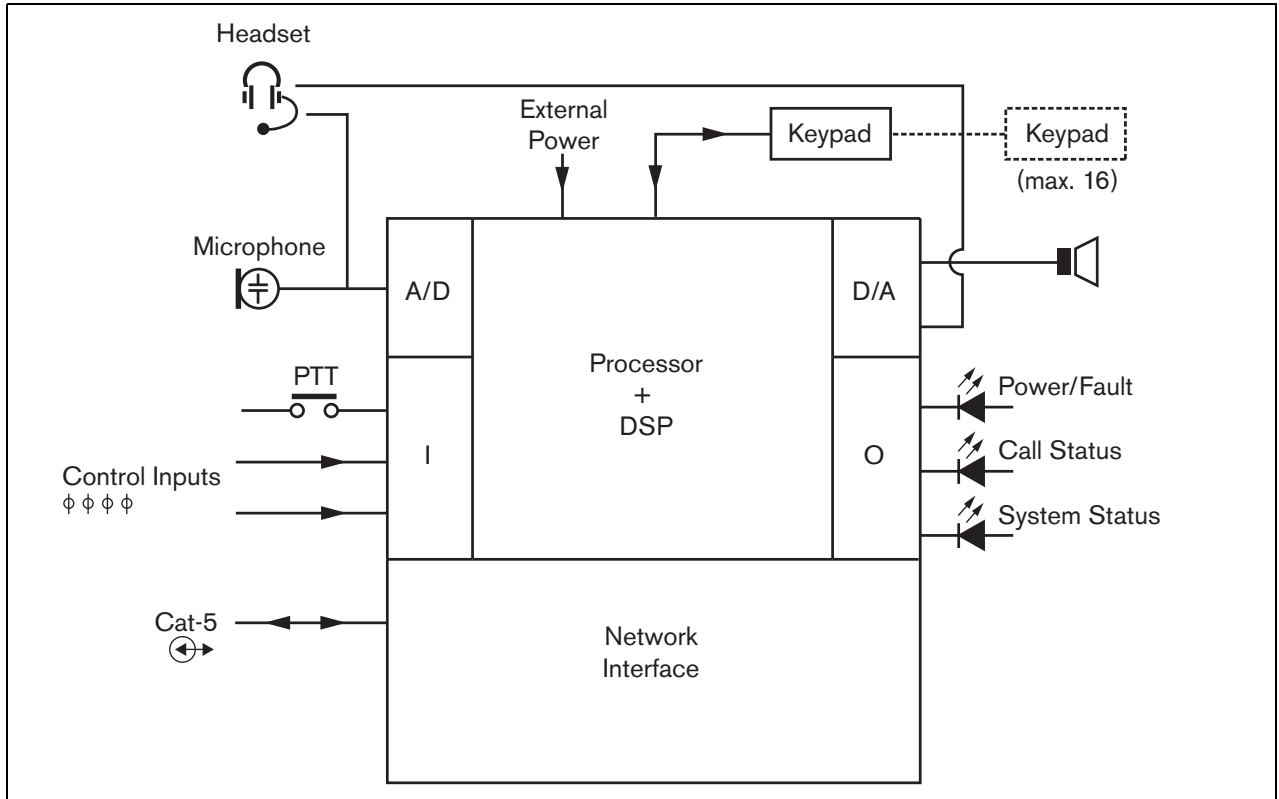 Headset
External
Power
Keypad
Keypad
(max. 16)
Microphone
A/D
D/A
Processor
+
DSP
PTT
I
O
Power/Fault
Call Status
System Status
Control Inputs
ϕ ϕ ϕ ϕ
Cat-5
Network
Interface